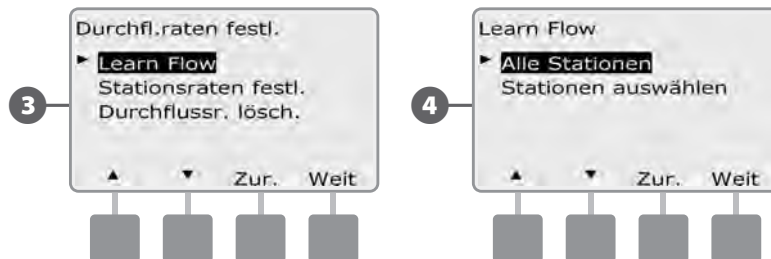 Durchfl.raten festl.
► Learn Flow
Stationsraten festl.
Durchflussr. lösch.
▲ ▼ Zur. Weit
3
Learn Flow
► Alle Stationen
Stationen auswählen
▲ ▼ Zur. Weit
4